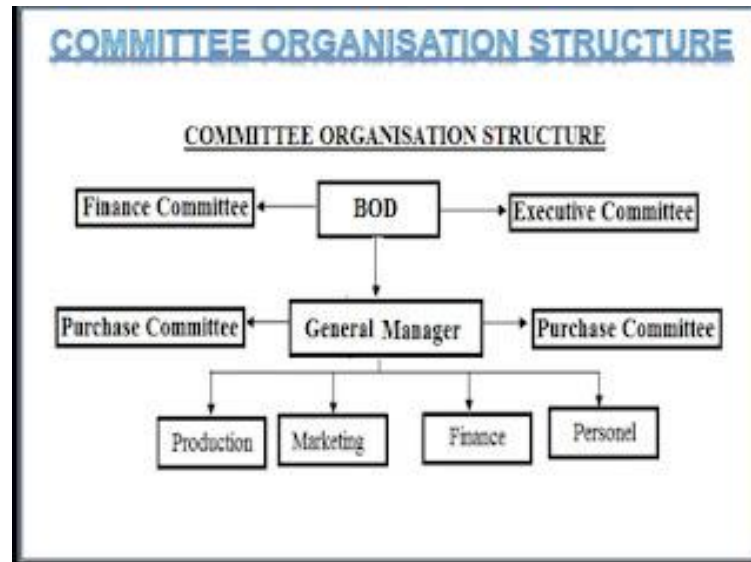 COMMITTEE ORGANISATION STRUCTURE
COMMITTEE ORGANISATION STRUCTURE
Finance Committee
BOD
Executive Committee
Purchase Committee
General Manager
Purchase Committee
Production
Marketing
Finance
Personel